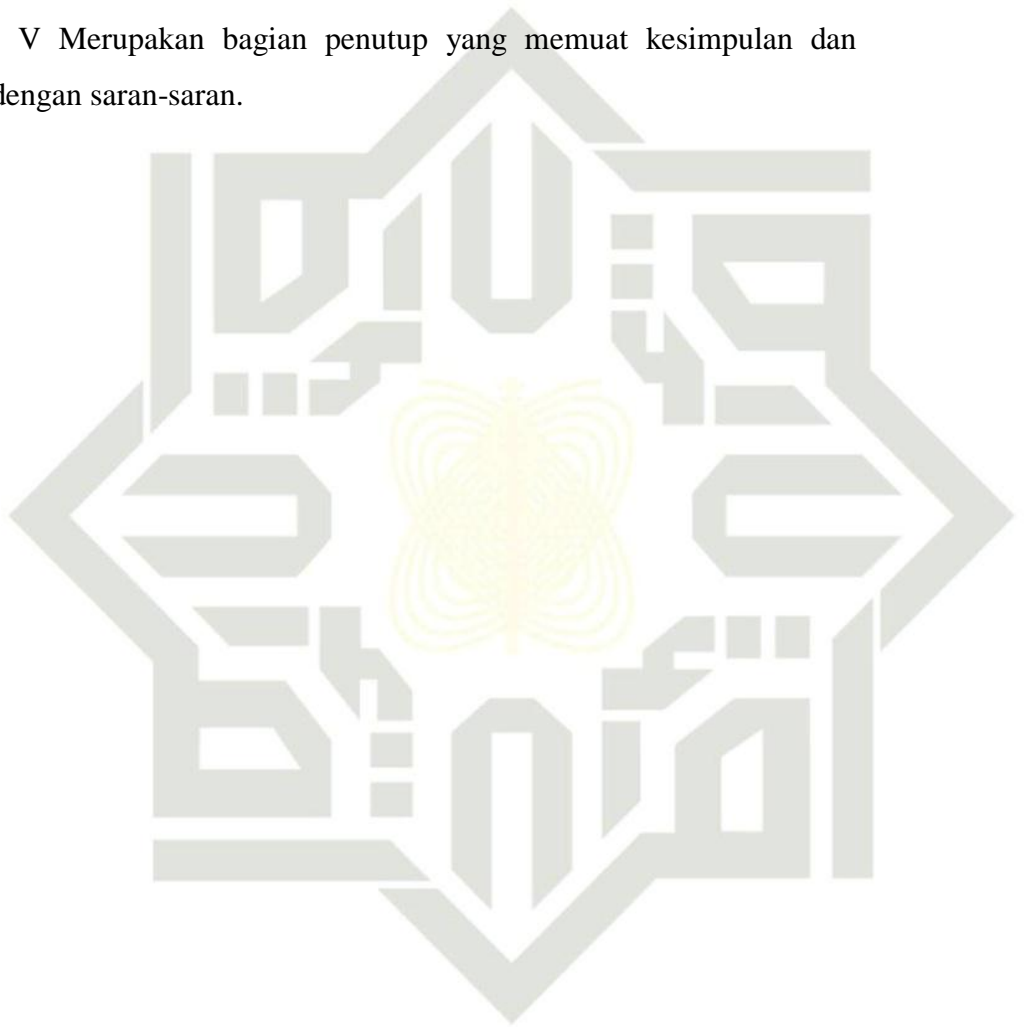 V Merupakan bagian penutup yang memuat kesimpulan dan
dengan saran-saran.